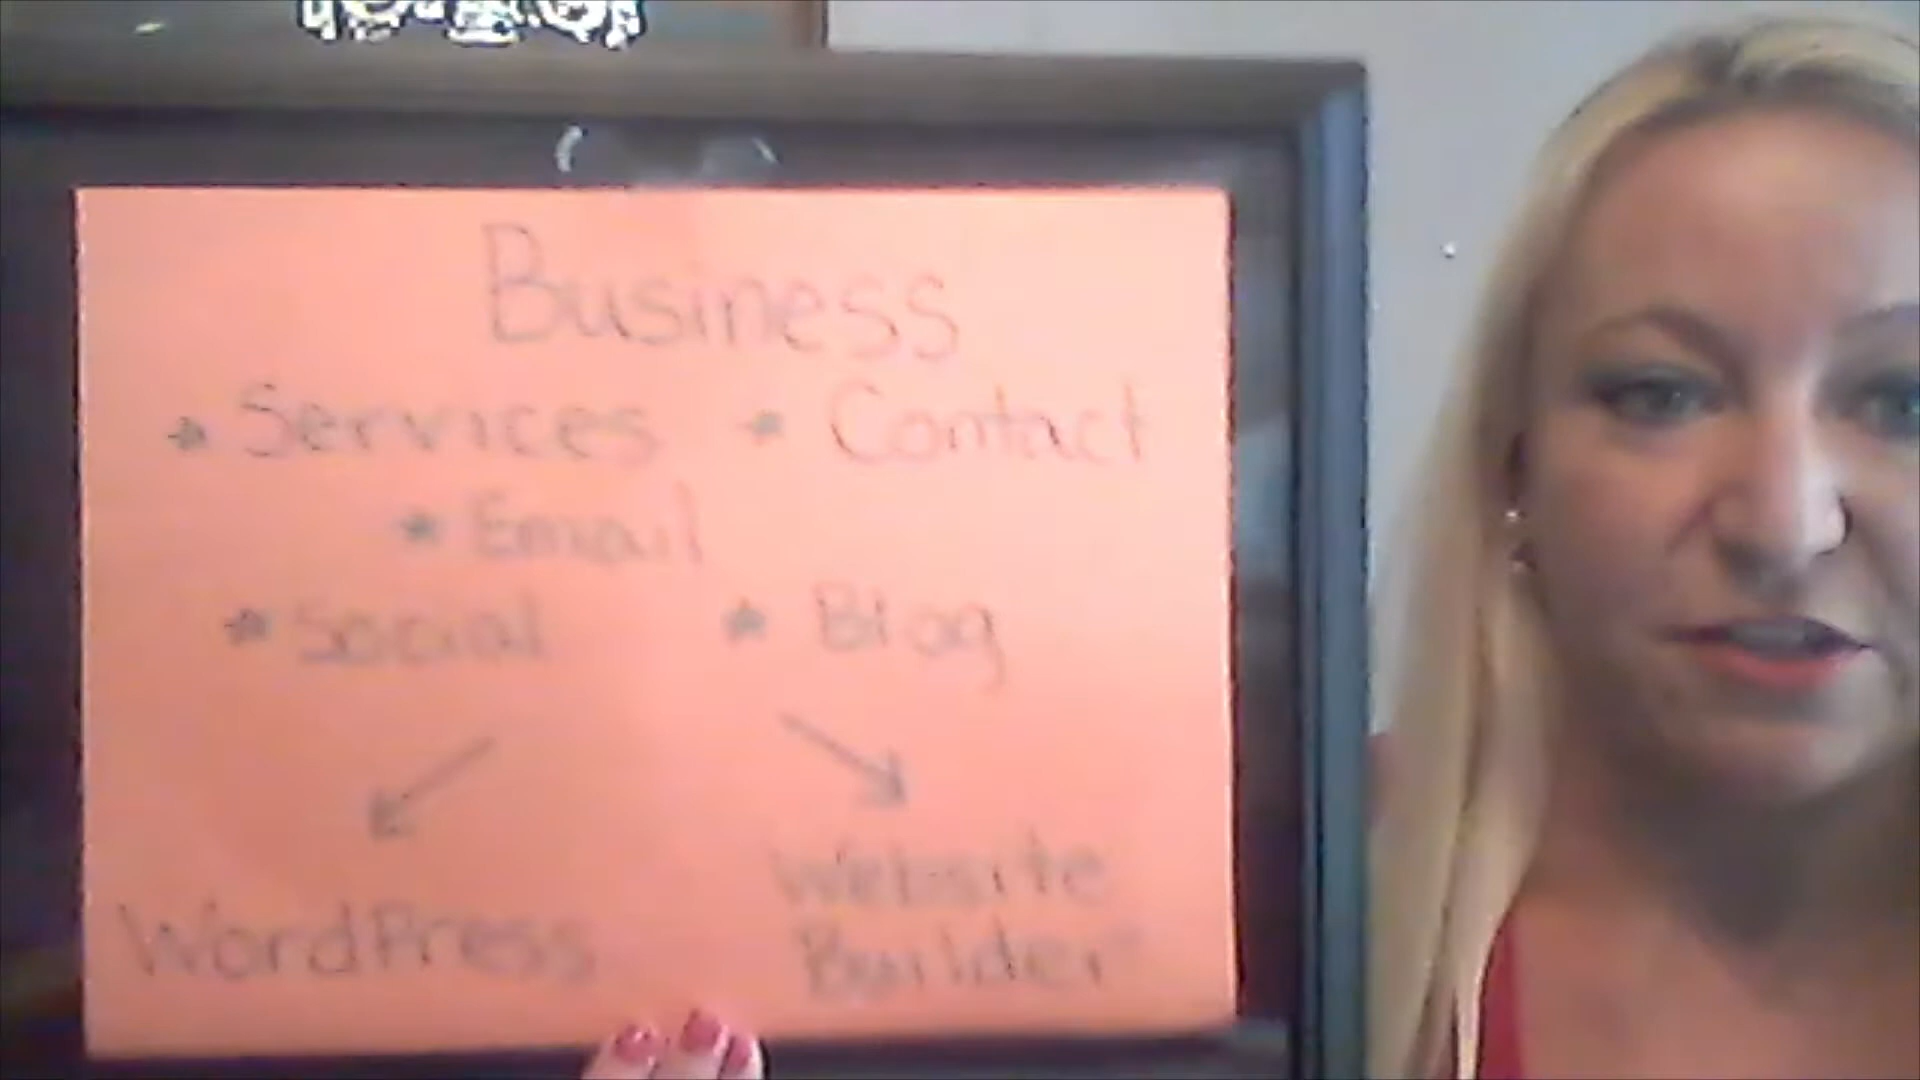 Business
* Services * Contact
* Email
* Social * Blog
WordPress
Website
Builder